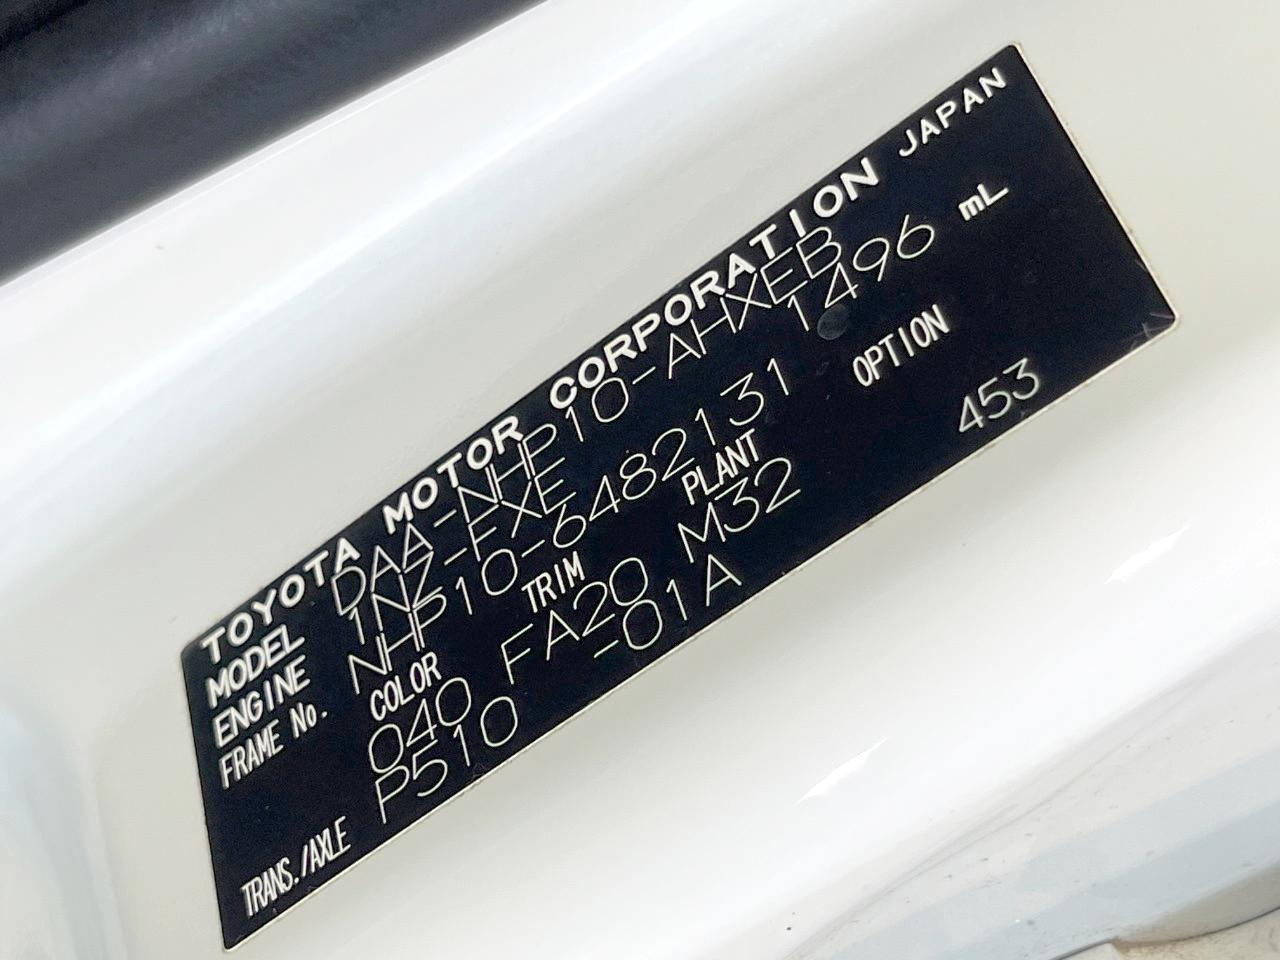 TOYOTA MOTOR CORPORATION JAPAN
MODEL DAA-NHP10-AHXEB
ENGINE 1NZ-FXE 1496 mL
FRAME No. NHP10-6482131
COLOR TRIM PLANT OPTION
040 FA20 M32 453
TRANS./AXLE P510 -01A